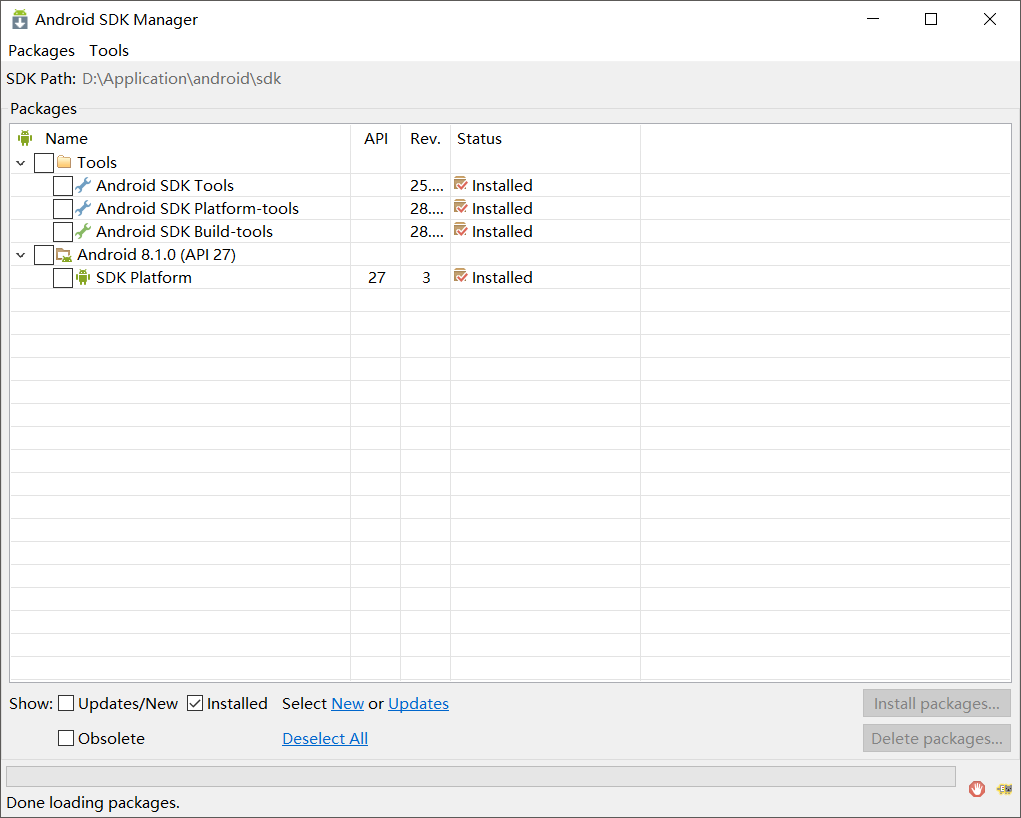 Android SDK Manager
Packages Tools
SDK Path: D:\Application\android\sdk
Packages
Name API Rev. Status
Tools
Android SDK Tools 25.... Installed
Android SDK Platform-tools 28.... Installed
Android SDK Build-tools 28.... Installed
Android 8.1.0 (API 27)
SDK Platform 27 3 Installed
Show: Updates/New Installed Select New or Updates Install packages...
Obsolete Deselect All Delete packages...
Done loading packages.